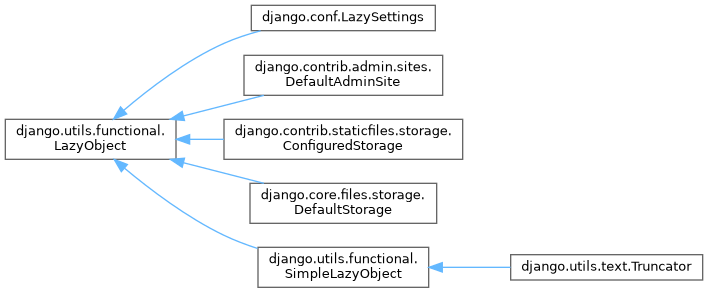 django.conf.LazySettings
django.contrib.admin.sites.
DefaultAdminSite
django.utils.functional.
LazyObject
django.contrib.staticfiles.storage.
ConfiguredStorage
django.core.files.storage.
DefaultStorage
django.utils.functional.
SimpleLazyObject
django.utils.text.Truncator